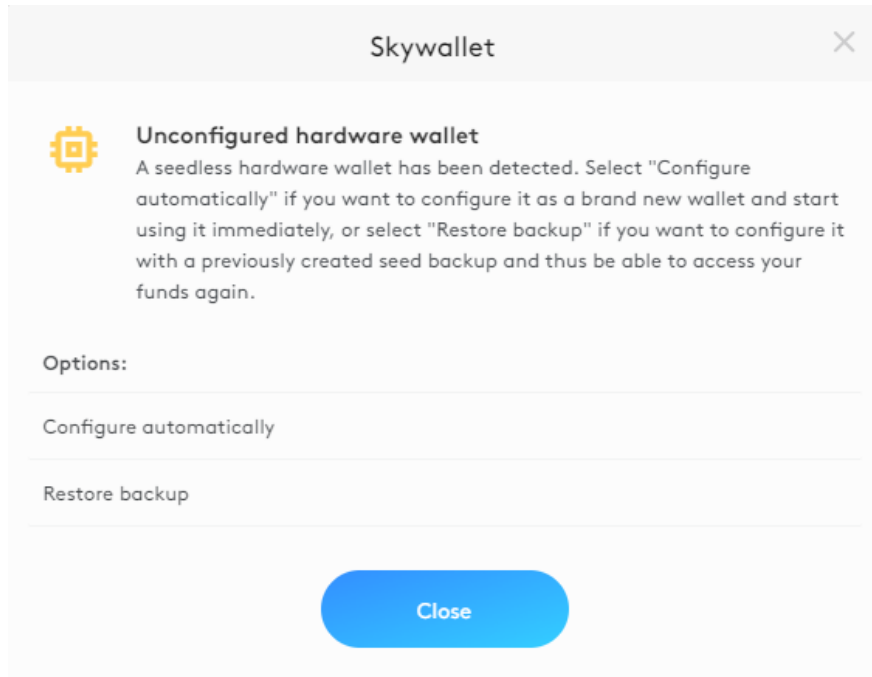 Skywallet
Unconfigured hardware wallet
A seedless hardware wallet has been detected. Select "Configure
automatically" if you want to configure it as a brand new wallet and start
using it immediately, or select "Restore backup" if you want to configure it
with a previously created seed backup and thus be able to access your
funds again.
Options:
Configure automatically
Restore backup
Close